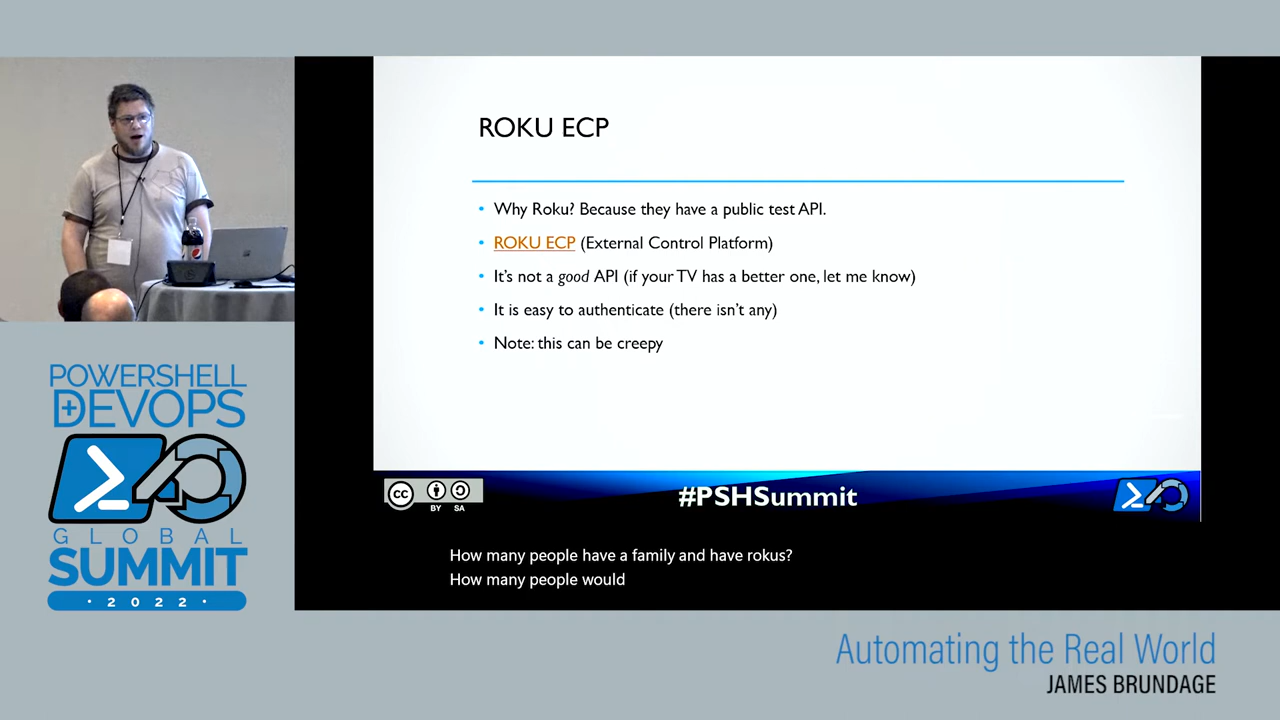 ROKU ECP
• Why Roku? Because they have a public test API.
• ROKU ECP (External Control Platform)
• It's not a good API (if your TV has a better one, let me know)
• It is easy to authenticate (there isn't any)
• Note: this can be creepy
POWERSHELL
+DEVOPS
GLOBAL
SUMMIT
· 2022 ·
cc
BY SA
#PSHSummit
How many people have a family and have rokus?
How many people would
Automating the Real World
JAMES BRUNDAGE